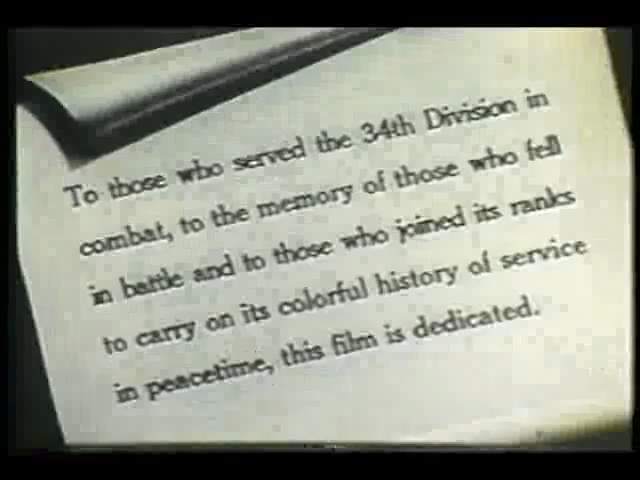 To those who served the 34th Division in
combat, to the memory of those who fell
in battle and to those who joined its ranks
to carry on its colorful history of service
in peacetime, this film is dedicated.